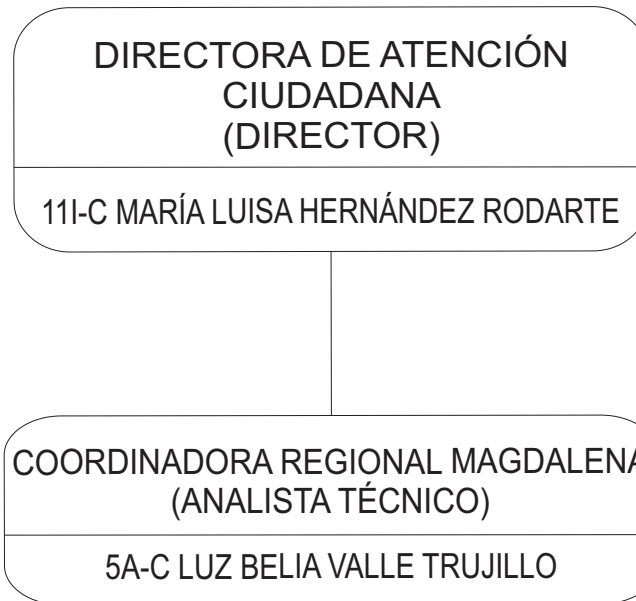 DIRECTORA DE ATENCIÓN
CIUDADANA
(DIRECTOR)
11I-C MARÍA LUISA HERNÁNDEZ RODARTE
COORDINADORA REGIONAL MAGDALENA
(ANALISTA TÉCNICO)
5A-C LUZ BELIA VALLE TRUJILLO